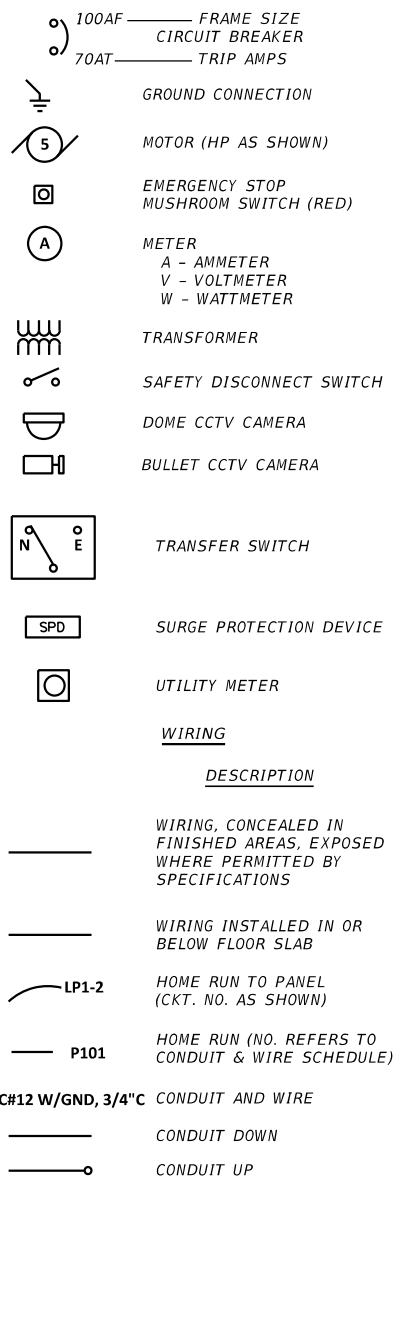 100AF FRAME SIZE
CIRCUIT BREAKER
70AT TRIP AMPS
GROUND CONNECTION
5 MOTOR (HP AS SHOWN)
EMERGENCY STOP
MUSHROOM SWITCH (RED)
A METER
A - AMMETER
V - VOLTMETER
W - WATTMETER
TRANSFORMER
SAFETY DISCONNECT SWITCH
DOME CCTV CAMERA
BULLET CCTV CAMERA
N E TRANSFER SWITCH
SPD SURGE PROTECTION DEVICE
UTILITY METER
WIRING
DESCRIPTION
WIRING, CONCEALED IN
FINISHED AREAS, EXPOSED
WHERE PERMITTED BY
SPECIFICATIONS
WIRING INSTALLED IN OR
BELOW FLOOR SLAB
LP1-2 HOME RUN TO PANEL
(CKT. NO. AS SHOWN)
P101 HOME RUN (NO. REFERS TO
CONDUIT & WIRE SCHEDULE)
C#12 W/GND, 3/4"C CONDUIT AND WIRE
CONDUIT DOWN
CONDUIT UP